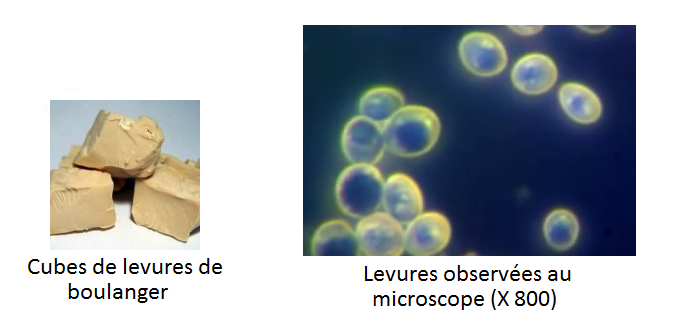 Cubes de levures de
boulanger
Levures observées au
microscope (X 800)